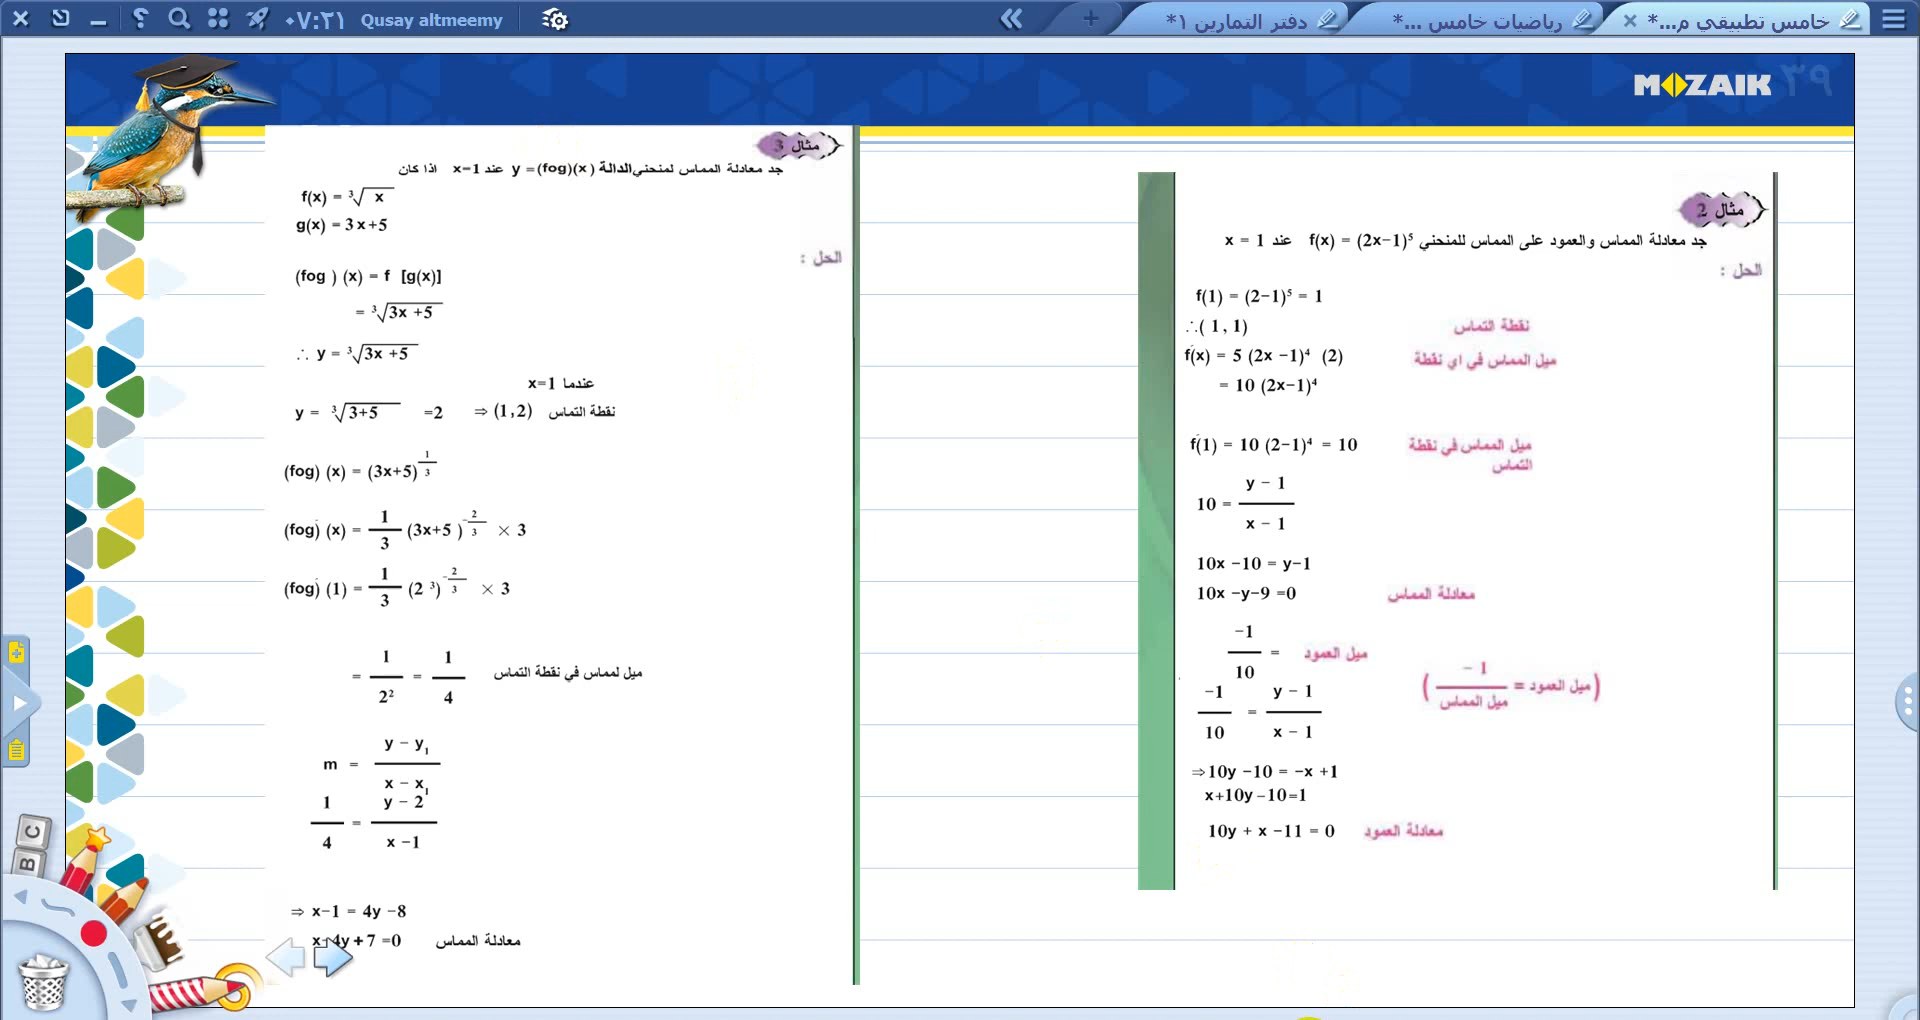 ٠٧:٢١ Qusay altmeemy
دفتر التمارين ١*
رياضيات خامس ...*
خامس تطبيقي م...*
MOZAIK
٣٩
مثال 2
جد معادلة المماس والعمود على المماس للمنحني f(x) = (2x−1)⁵ عند x = 1
الحل :
f(1) = (2−1)⁵ = 1
∴( 1 , 1) نقطة التماس
f́(x) = 5 (2x −1)⁴ (2) ميل المماس في اي نقطة
= 10 (2x−1)⁴
f́(1) = 10 (2−1)⁴ = 10 ميل المماس في نقطة
التماس
10 = (y − 1)/(x − 1)
10x −10 = y−1
10x −y−9 =0 معادلة المماس
−1/10 = ميل العمود
(ميل العمود = −1/ميل المماس)
−1/10 = (y − 1)/(x − 1)
⇒10y −10 = −x +1
x+10y−10=1
10y + x −11 = 0 معادلة العمود
مثال 3
جد معادلة المماس لمنحني الدالة y =(fog)(x) عند x=1 اذا كان
f(x) = ³√x
g(x) = 3x+5
الحل :
(fog ) (x) = f [g(x)]
= ³√(3x +5)
∴ y = ³√(3x +5)
عندما x=1
y = ³√(3+5) =2 ⇒ (1,2) نقطة التماس
(fog) (x) = (3x+5)^(1/3)
(foǵ) (x) = 1/3 (3x+5)^(−2/3) × 3
(foǵ) (1) = 1/3 (2³)^(−2/3) × 3
= 1/2² = 1/4 ميل لمماس في نقطة التماس
m = (y − y₁)/(x − x₁)
1/4 = (y − 2)/(x −1)
⇒ x−1 = 4y −8
x−4y+7 =0 معادلة المماس
C
B